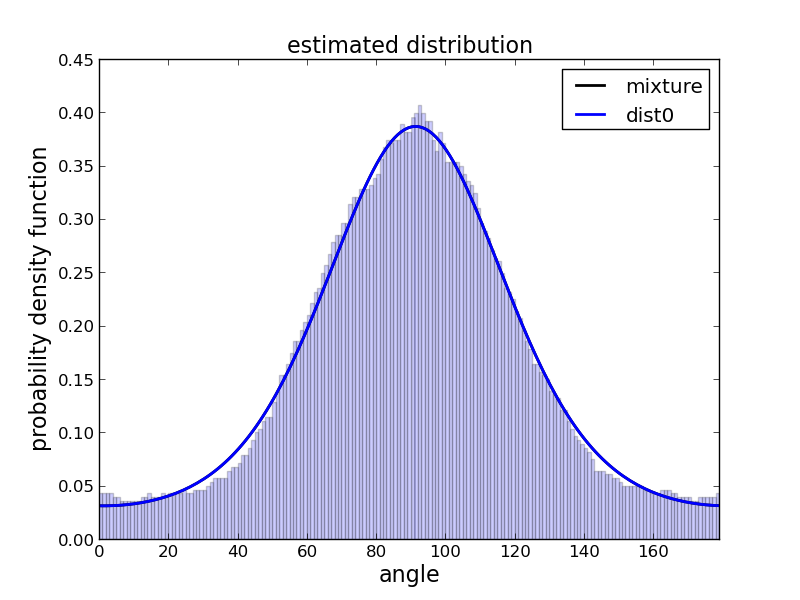 estimated distribution
mixture
dist0
probability density function
0.45
0.40
0.35
0.30
0.25
0.20
0.15
0.10
0.05
0.00
0 20 40 60 80 100 120 140 160
angle